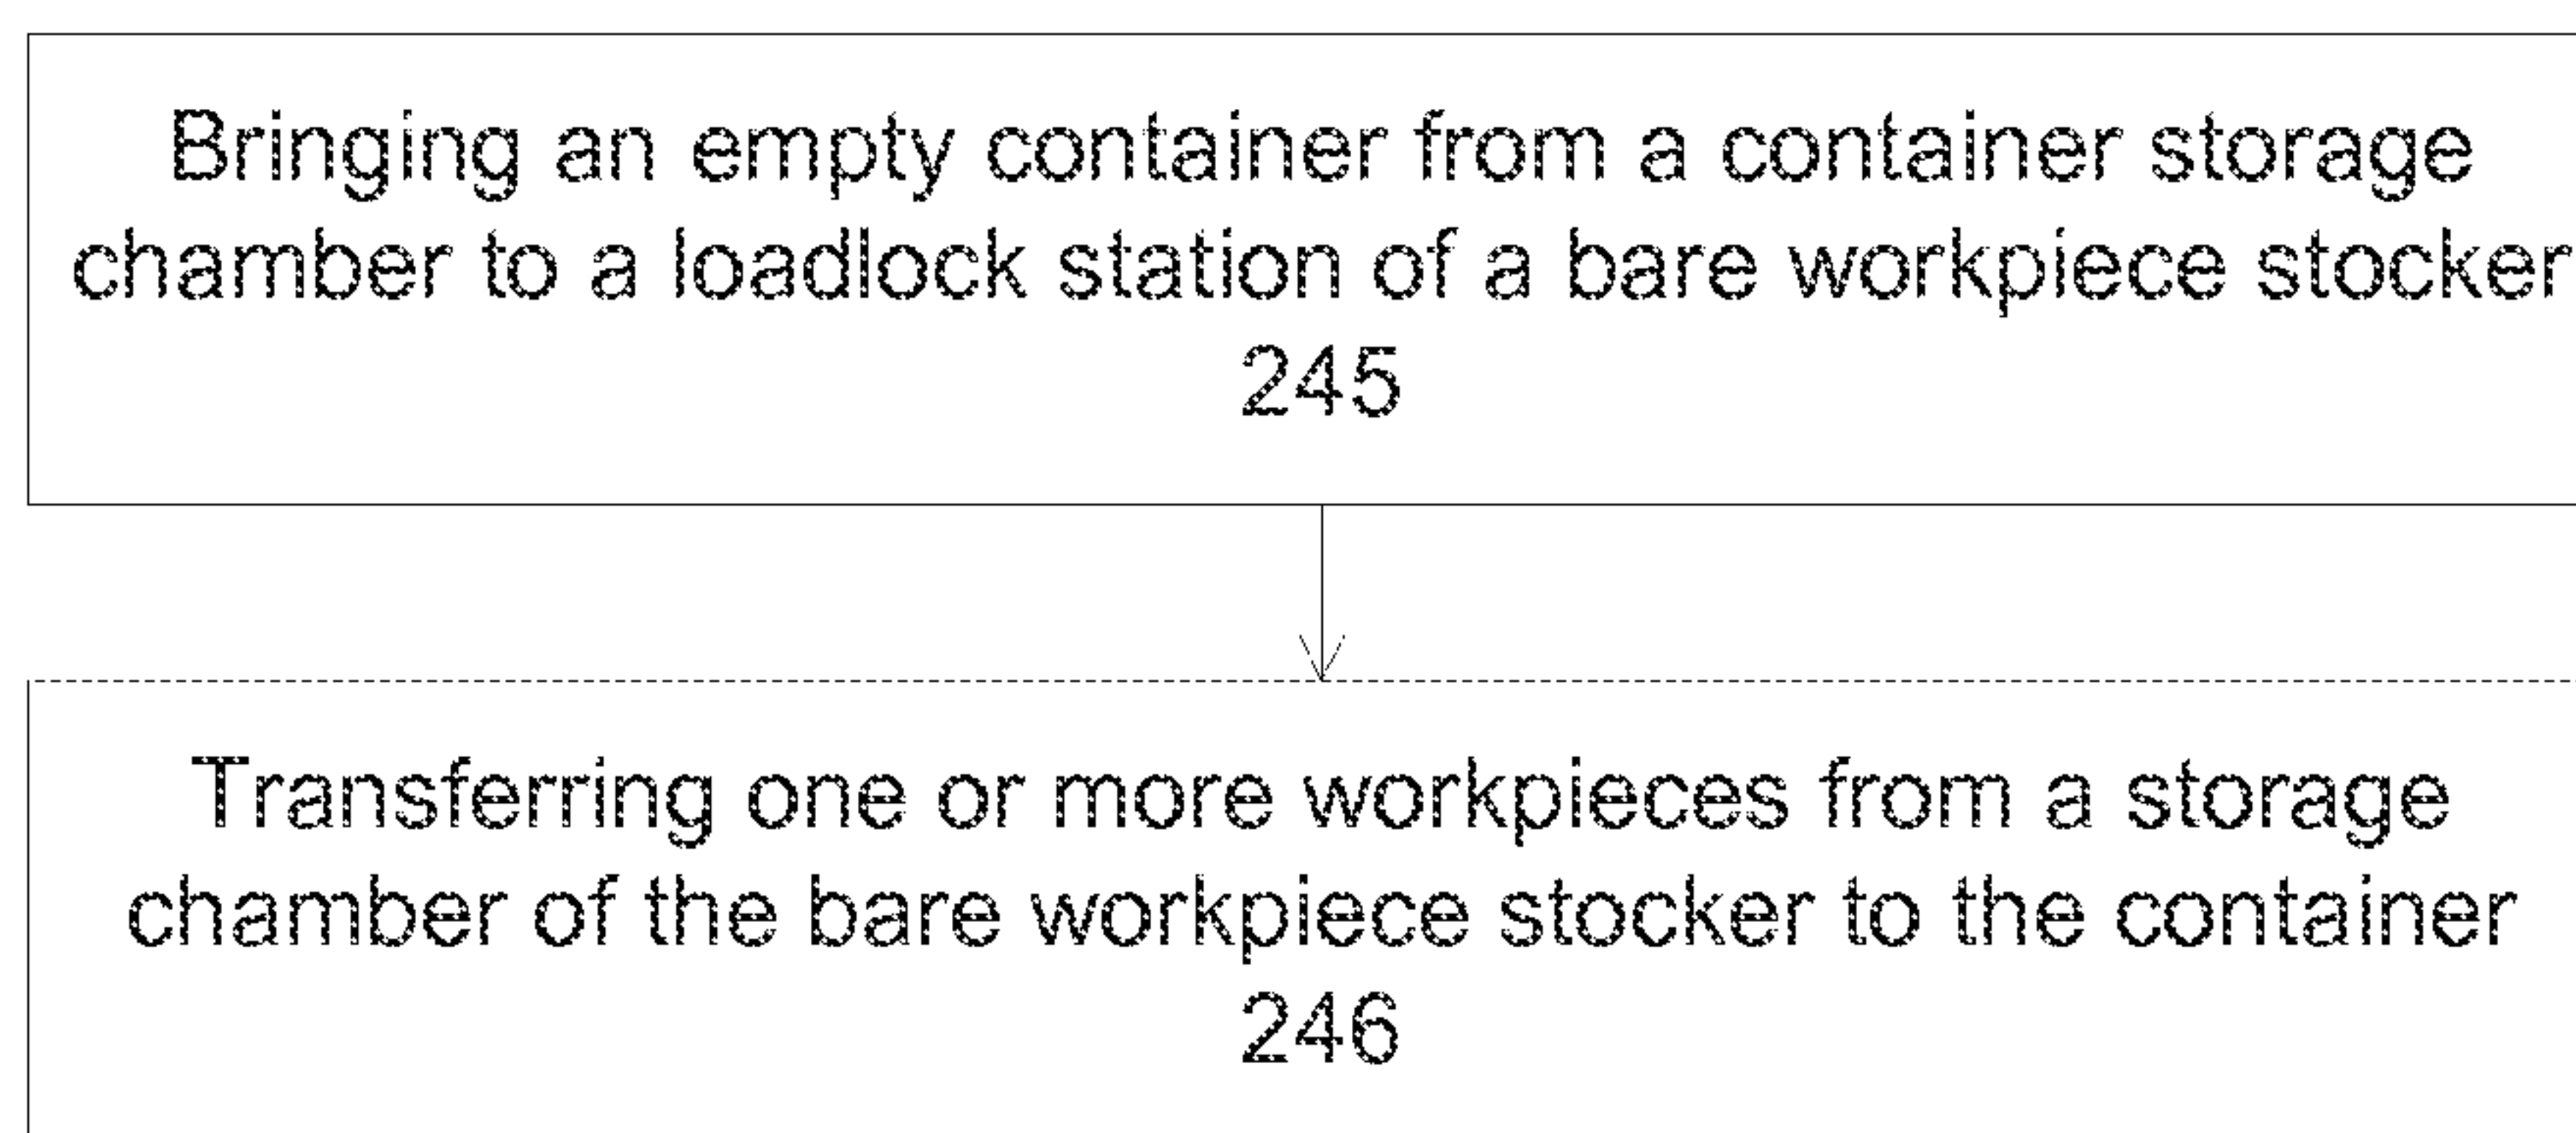 Bringing an empty container from a container storage
chamber to a loadlock station of a bare workpiece stocker
245
Transferring one or more workpieces from a storage
chamber of the bare workpiece stocker to the container
246